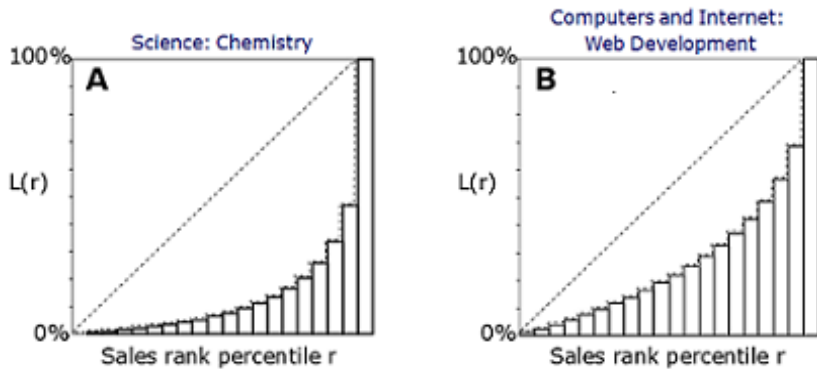 Science: Chemistry
100%
A
L(r)
0%
Sales rank percentile r
Computers and Internet:
Web Development
100%
B
L(r)
0%
Sales rank percentile r